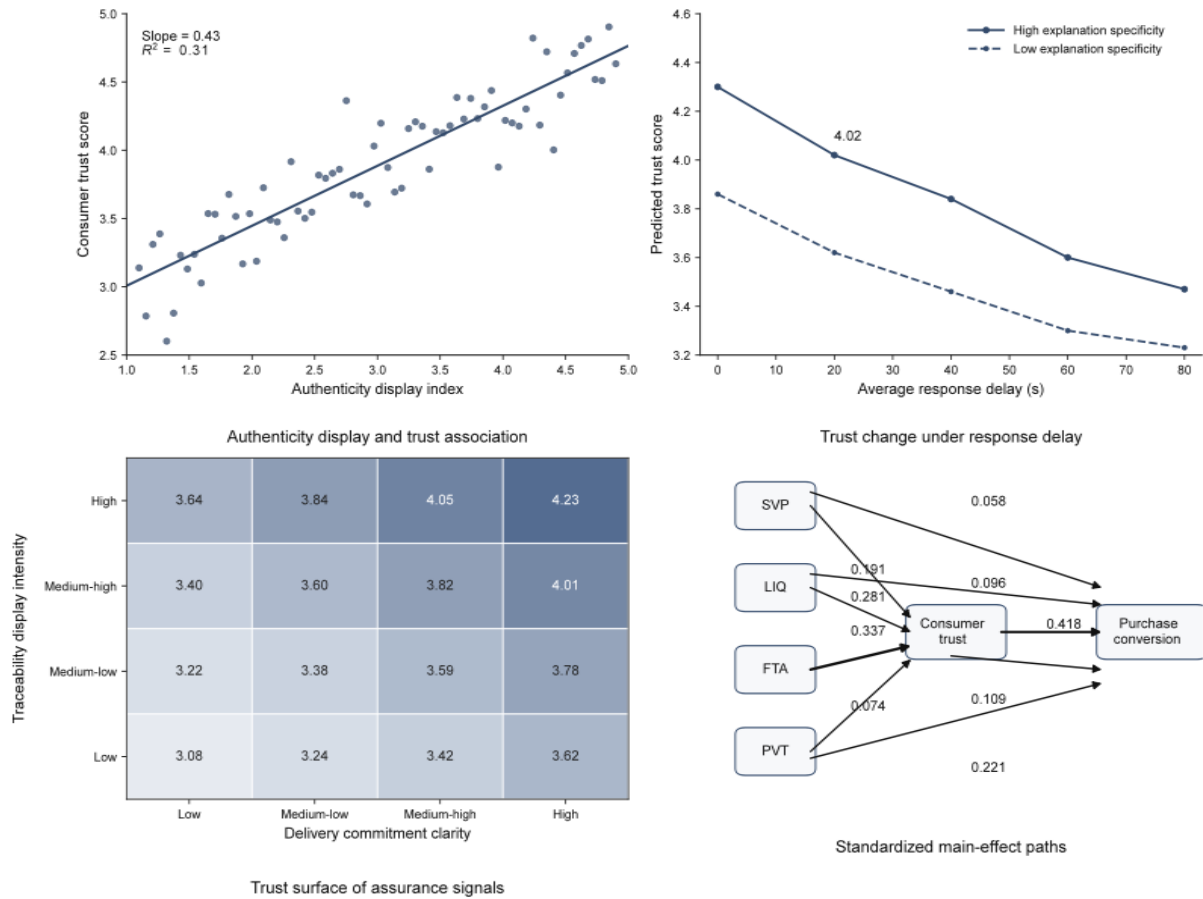 Slope = 0.43
R² = 0.31
5.0
4.5
4.0
3.5
3.0
2.5
Consumer trust score
1.0 1.5 2.0 2.5 3.0 3.5 4.0 4.5 5.0
Authenticity display index
Authenticity display and trust association
High explanation specificity
Low explanation specificity
4.02
4.6
4.4
4.2
4.0
3.8
3.6
3.4
3.2
Predicted trust score
0 10 20 30 40 50 60 70 80
Average response delay (s)
Trust change under response delay
Traceability display intensity
High 3.64 3.84 4.05 4.23
Medium-high 3.40 3.60 3.82 4.01
Medium-low 3.22 3.38 3.59 3.78
Low 3.08 3.24 3.42 3.62
Low Medium-low Medium-high High
Delivery commitment clarity
Trust surface of assurance signals
SVP
LIQ
FTA
PVT
0.058
0.191
0.096
0.281
0.337
0.418
0.074
0.109
0.221
Consumer
trust
Purchase
conversion
Standardized main-effect paths